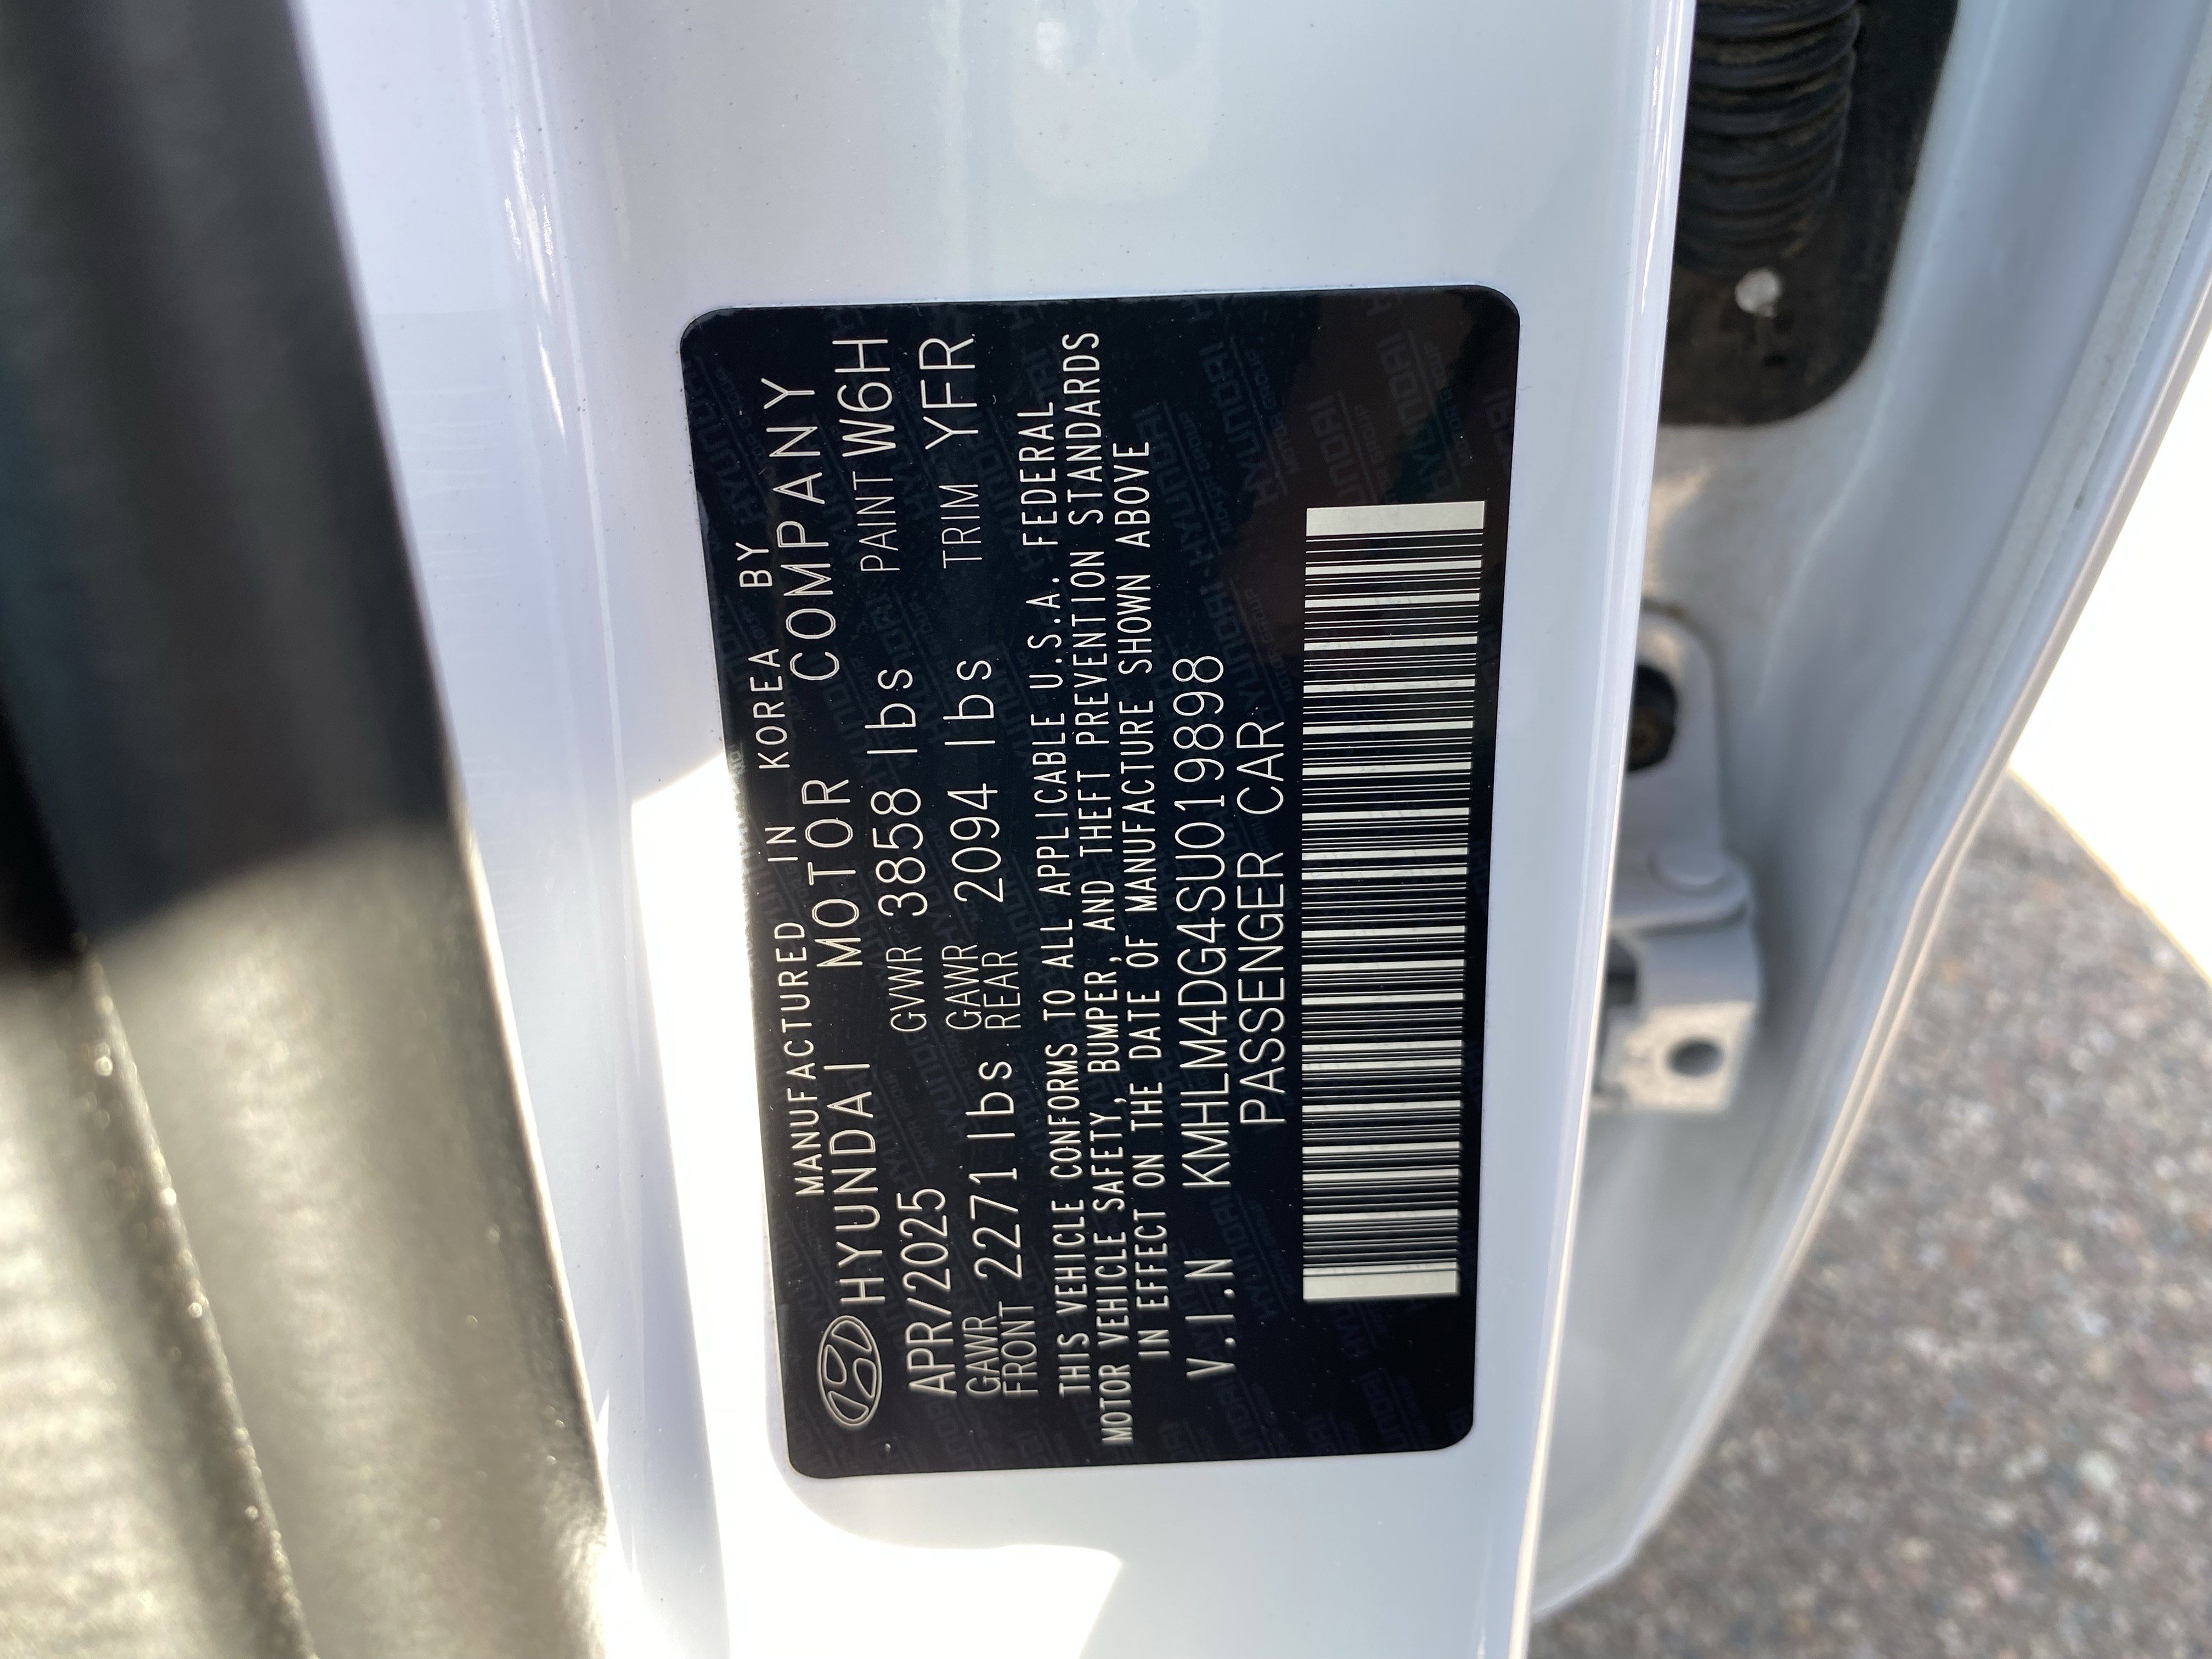 MANUFACTURED IN KOREA BY
HYUNDAI MOTOR COMPANY
APR/2025 GVWR 3858 lbs PAINT W6H
GAWR FRONT 2271 lbs GAWR REAR 2094 lbs TRIM YFR
THIS VEHICLE CONFORMS TO ALL APPLICABLE U.S.A. FEDERAL
MOTOR VEHICLE SAFETY, BUMPER, AND THEFT PREVENTION STANDARDS
IN EFFECT ON THE DATE OF MANUFACTURE SHOWN ABOVE
V.I.N KMHLM4DG4SU019898
PASSENGER CAR